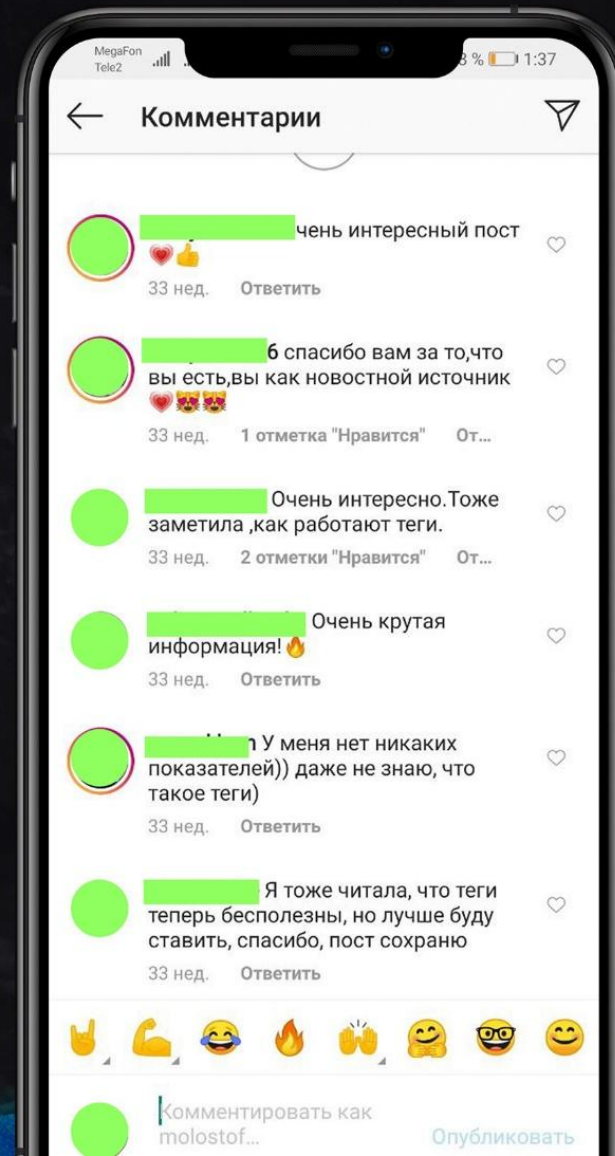 MegaFon
Tele2
8 % 1:37
Комментарии
чень интересный пост
💗👍
33 нед. Ответить
6 спасибо вам за то,что
вы есть,вы как новостной источник
💗😻😻
33 нед. 1 отметка "Нравится" От...
Очень интересно.Тоже
заметила ,как работают теги.
33 нед. 2 отметки "Нравится" От...
Очень крутая
информация!🔥
33 нед. Ответить
n У меня нет никаких
показателей)) даже не знаю, что
такое теги)
33 нед. Ответить
Я тоже читала, что теги
теперь бесполезны, но лучше буду
ставить, спасибо, пост сохраню
33 нед. Ответить
🤘 💪 😂 🔥 🙌 🤗 🤓 😊
Комментировать как
molostof...
Опубликовать